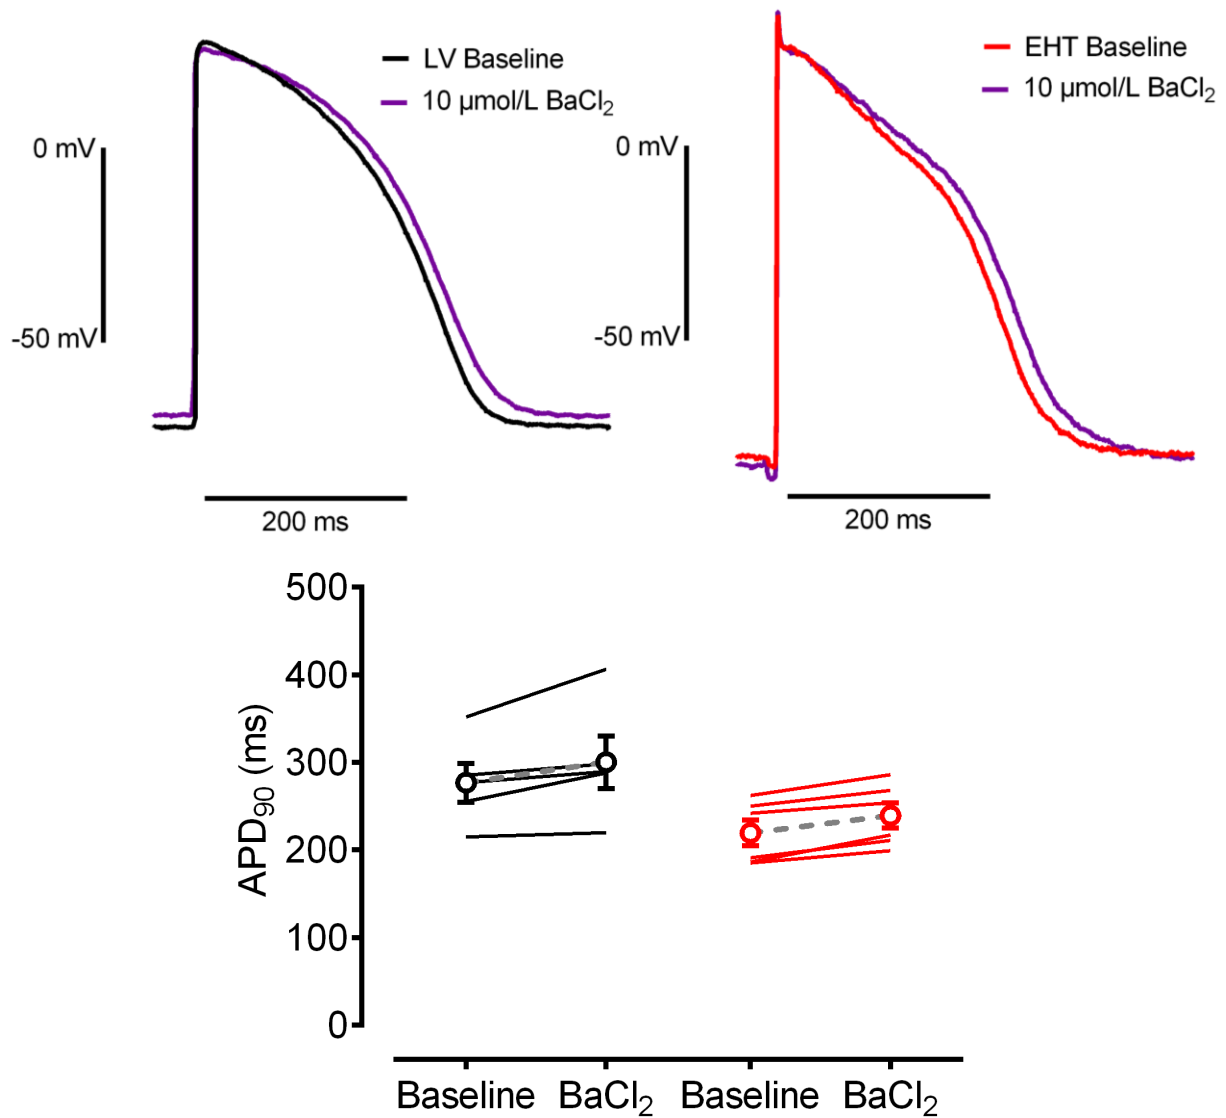 LV Baseline
10 µmol/L BaCl₂
0 mV
-50 mV
200 ms
EHT Baseline
10 µmol/L BaCl₂
0 mV
-50 mV
200 ms
APD₉₀ (ms)
500
400
300
200
100
0
Baseline BaCl₂ Baseline BaCl₂